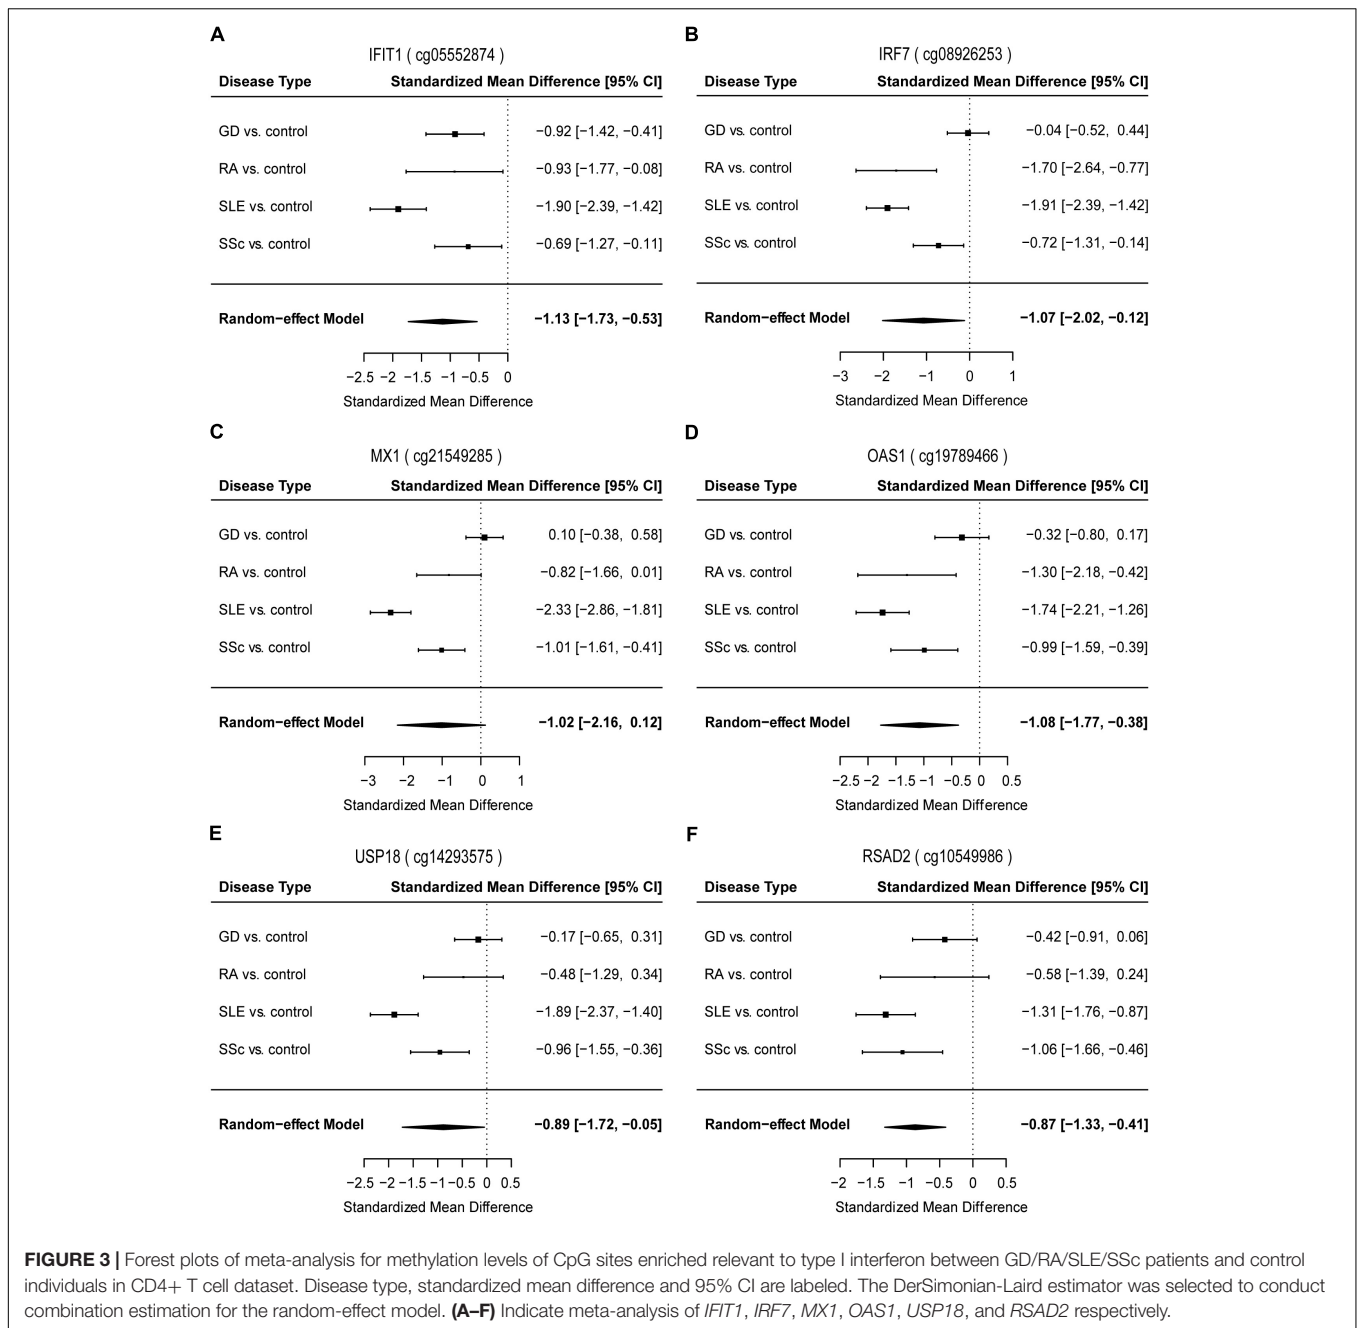 A
IFIT1 ( cg05552874 )
Disease Type Standardized Mean Difference [95% CI]
GD vs. control −0.92 [−1.42, −0.41]
RA vs. control −0.93 [−1.77, −0.08]
SLE vs. control −1.90 [−2.39, −1.42]
SSc vs. control −0.69 [−1.27, −0.11]
Random−effect Model −1.13 [−1.73, −0.53]
−2.5 −2 −1.5 −1 −0.5 0
Standardized Mean Difference
B
IRF7 ( cg08926253 )
Disease Type Standardized Mean Difference [95% CI]
GD vs. control −0.04 [−0.52, 0.44]
RA vs. control −1.70 [−2.64, −0.77]
SLE vs. control −1.91 [−2.39, −1.42]
SSc vs. control −0.72 [−1.31, −0.14]
Random−effect Model −1.07 [−2.02, −0.12]
−3 −2 −1 0 1
Standardized Mean Difference
C
MX1 ( cg21549285 )
Disease Type Standardized Mean Difference [95% CI]
GD vs. control 0.10 [−0.38, 0.58]
RA vs. control −0.82 [−1.66, 0.01]
SLE vs. control −2.33 [−2.86, −1.81]
SSc vs. control −1.01 [−1.61, −0.41]
Random−effect Model −1.02 [−2.16, 0.12]
−3 −2 −1 0 1
Standardized Mean Difference
D
OAS1 ( cg19789466 )
Disease Type Standardized Mean Difference [95% CI]
GD vs. control −0.32 [−0.80, 0.17]
RA vs. control −1.30 [−2.18, −0.42]
SLE vs. control −1.74 [−2.21, −1.26]
SSc vs. control −0.99 [−1.59, −0.39]
Random−effect Model −1.08 [−1.77, −0.38]
−2.5 −2 −1.5 −1 −0.5 0 0.5
Standardized Mean Difference
E
USP18 ( cg14293575 )
Disease Type Standardized Mean Difference [95% CI]
GD vs. control −0.17 [−0.65, 0.31]
RA vs. control −0.48 [−1.29, 0.34]
SLE vs. control −1.89 [−2.37, −1.40]
SSc vs. control −0.96 [−1.55, −0.36]
Random−effect Model −0.89 [−1.72, −0.05]
−2.5 −2 −1.5 −1 −0.5 0 0.5
Standardized Mean Difference
F
RSAD2 ( cg10549986 )
Disease Type Standardized Mean Difference [95% CI]
GD vs. control −0.42 [−0.91, 0.06]
RA vs. control −0.58 [−1.39, 0.24]
SLE vs. control −1.31 [−1.76, −0.87]
SSc vs. control −1.06 [−1.66, −0.46]
Random−effect Model −0.87 [−1.33, −0.41]
−2 −1.5 −1 −0.5 0 0.5
Standardized Mean Difference
FIGURE 3 | Forest plots of meta-analysis for methylation levels of CpG sites enriched relevant to type I interferon between GD/RA/SLE/SSc patients and control
individuals in CD4+ T cell dataset. Disease type, standardized mean difference and 95% CI are labeled. The DerSimonian-Laird estimator was selected to conduct
combination estimation for the random-effect model. (A–F) Indicate meta-analysis of IFIT1, IRF7, MX1, OAS1, USP18, and RSAD2 respectively.